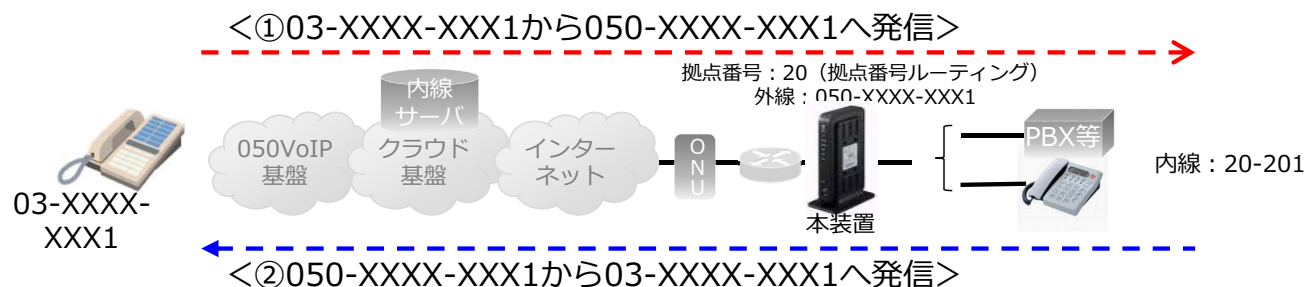 ＜①03-XXXX-XXX1から050-XXXX-XXX1へ発信＞
拠点番号：20（拠点番号ルーティング）
外線：050-XXXX-XXX1
内線
サーバ
050VoIP
基盤
クラウド
基盤
インター
ネット
O
N
U
PBX等
内線：20-201
03-XXXX-
XXX1
本装置
＜②050-XXXX-XXX1から03-XXXX-XXX1へ発信＞